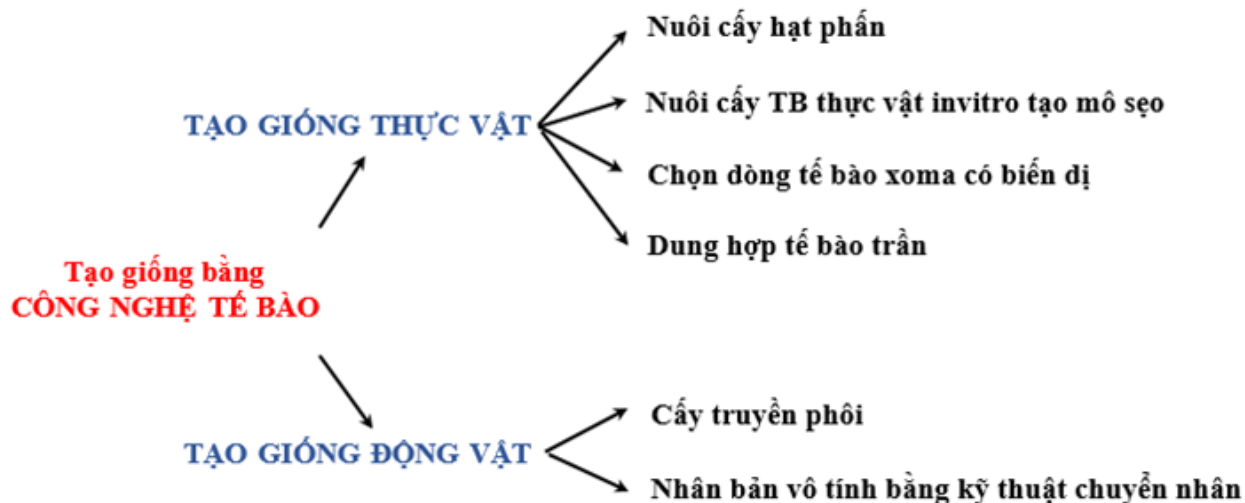 Nuôi cấy hạt phấn
Nuôi cấy TB thực vật invitro tạo mô sẹo
TẠO GIỐNG THỰC VẬT
Chọn dòng tế bào xoma có biến dị
Dung hợp tế bào trần
Tạo giống bằng
CÔNG NGHỆ TẾ BÀO
Cấy truyền phôi
TẠO GIỐNG ĐỘNG VẬT
Nhân bản vô tính bằng kỹ thuật chuyển nhân